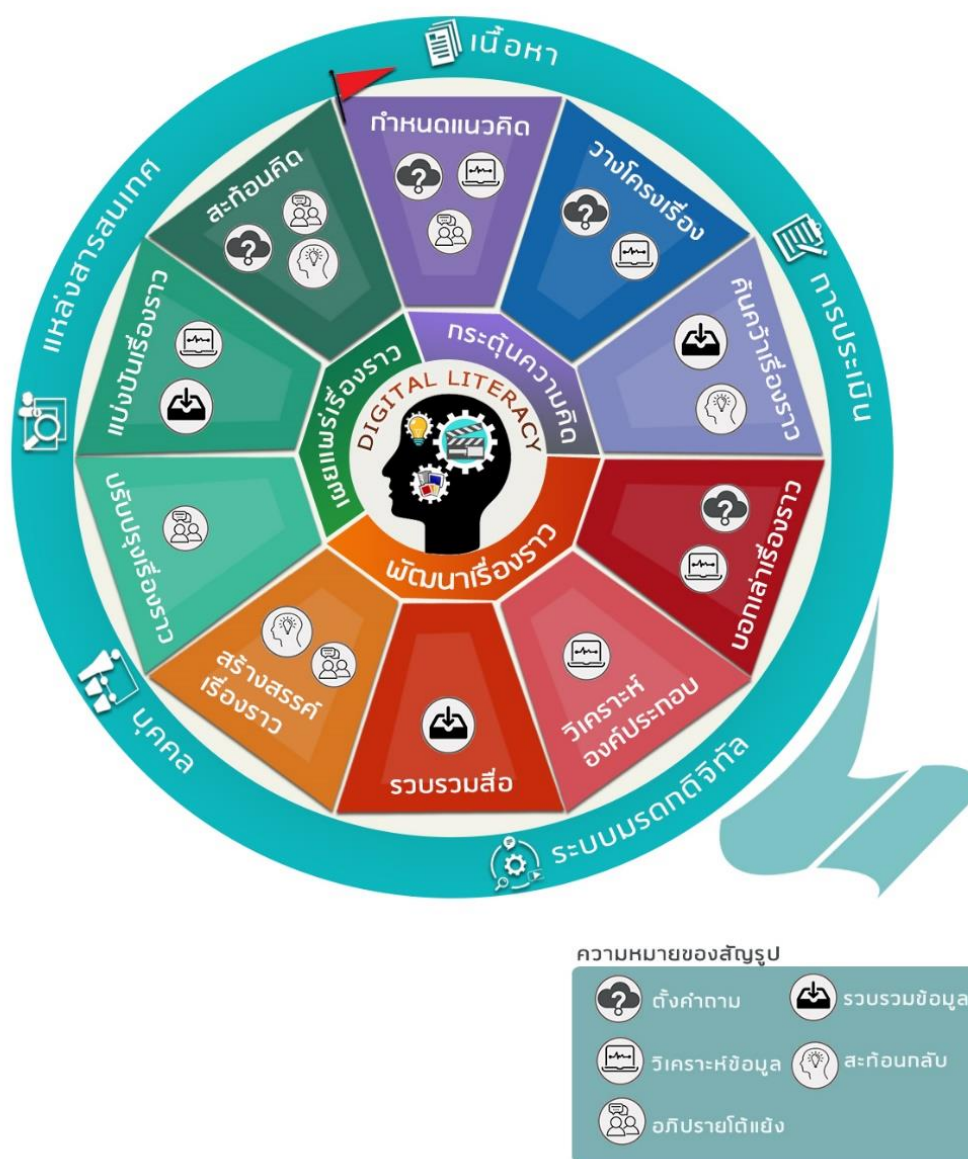 เนื้อหา
การประเมิน
ระบบมรดกดิจิทัล
บุคคล
แหล่งสารสนเทศ
กำหนดแนวคิด
วางโครงเรื่อง
ค้นคว้าเรื่องราว
บอกเล่าเรื่องราว
วิเคราะห์
องค์ประกอบ
รวบรวมสื่อ
สร้างสรรค์
เรื่องราว
ปรับปรุงเรื่องราว
แบ่งปันเรื่องราว
สะท้อนคิด
กระตุ้นความคิด
พัฒนาเรื่องราว
เผยแพร่เรื่องราว
DIGITAL LITERACY
ความหมายของสัญรูป
ตั้งคำถาม
รวบรวมข้อมูล
วิเคราะห์ข้อมูล
สะท้อนกลับ
อภิปรายโต้แย้ง